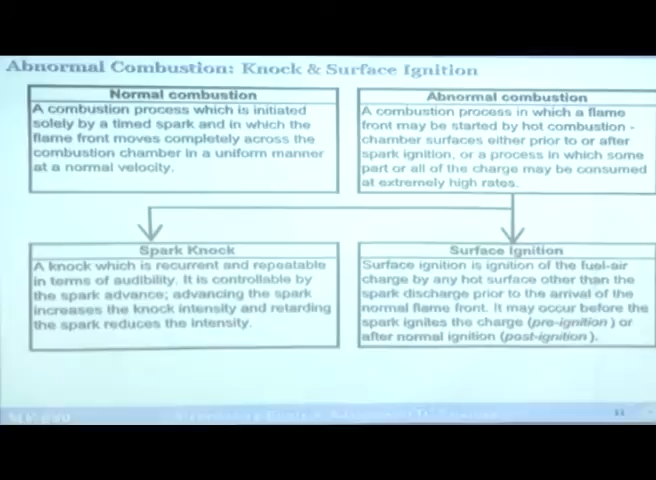 Abnormal Combustion: Knock & Surface Ignition
Normal combustion
A combustion process which is initiated
solely by a timed spark and in which the
flame front moves completely across the
combustion chamber in a uniform manner
at a normal velocity.
Abnormal combustion
A combustion process in which a flame
front may be started by hot combustion -
chamber surfaces either prior to or after
spark ignition, or a process in which some
part or all of the charge may be consumed
at extremely high rates.
Spark Knock
A knock which is recurrent and repeatable
in terms of audibility. It is controllable by
the spark advance; advancing the spark
increases the knock intensity and retarding
the spark reduces the intensity.
Surface Ignition
Surface ignition is ignition of the fuel-air
charge by any hot surface other than the
spark discharge prior to the arrival of the
normal flame front. It may occur before the
spark ignites the charge (pre-ignition) or
after normal ignition (post-ignition).
11